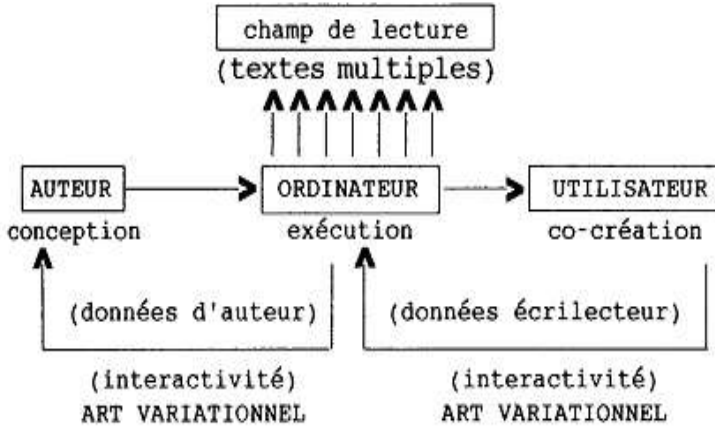 champ de lecture
(textes multiples)
AUTEUR
ORDINATEUR
UTILISATEUR
conception
exécution
co-création
(données d'auteur)
(données écrilecteur)
(interactivité)
(interactivité)
ART VARIATIONNEL
ART VARIATIONNEL